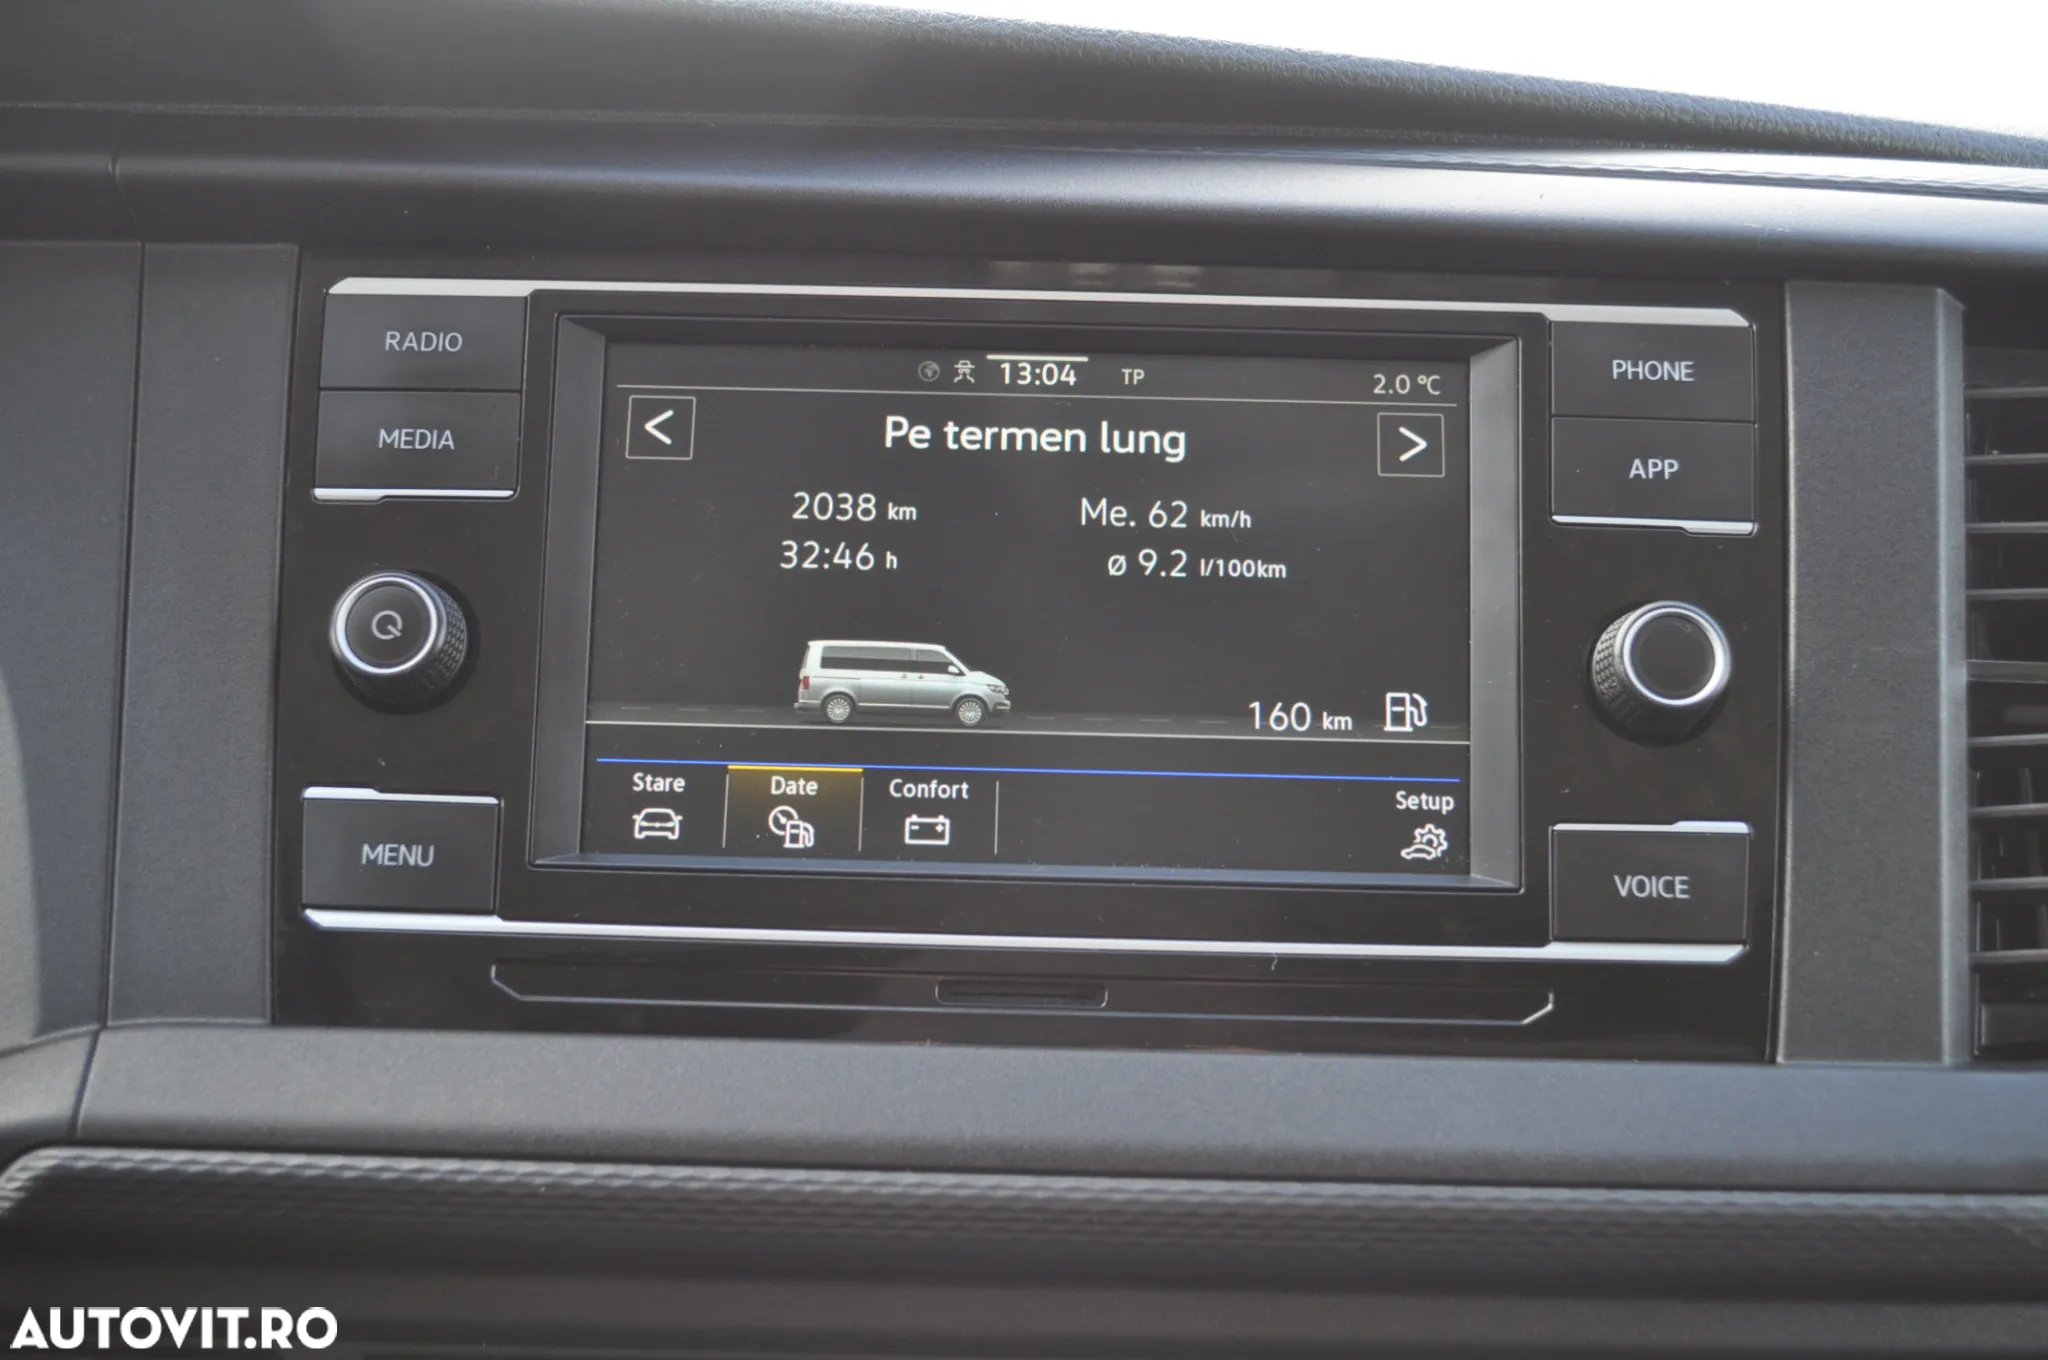 RADIO
MEDIA
MENU
13:04 TP 2.0 °C
< Pe termen lung >
2038 km Me. 62 km/h
32:46 h ø 9.2 l/100km
160 km
Stare Date Confort Setup
PHONE
APP
VOICE
AUTOVIT.RO